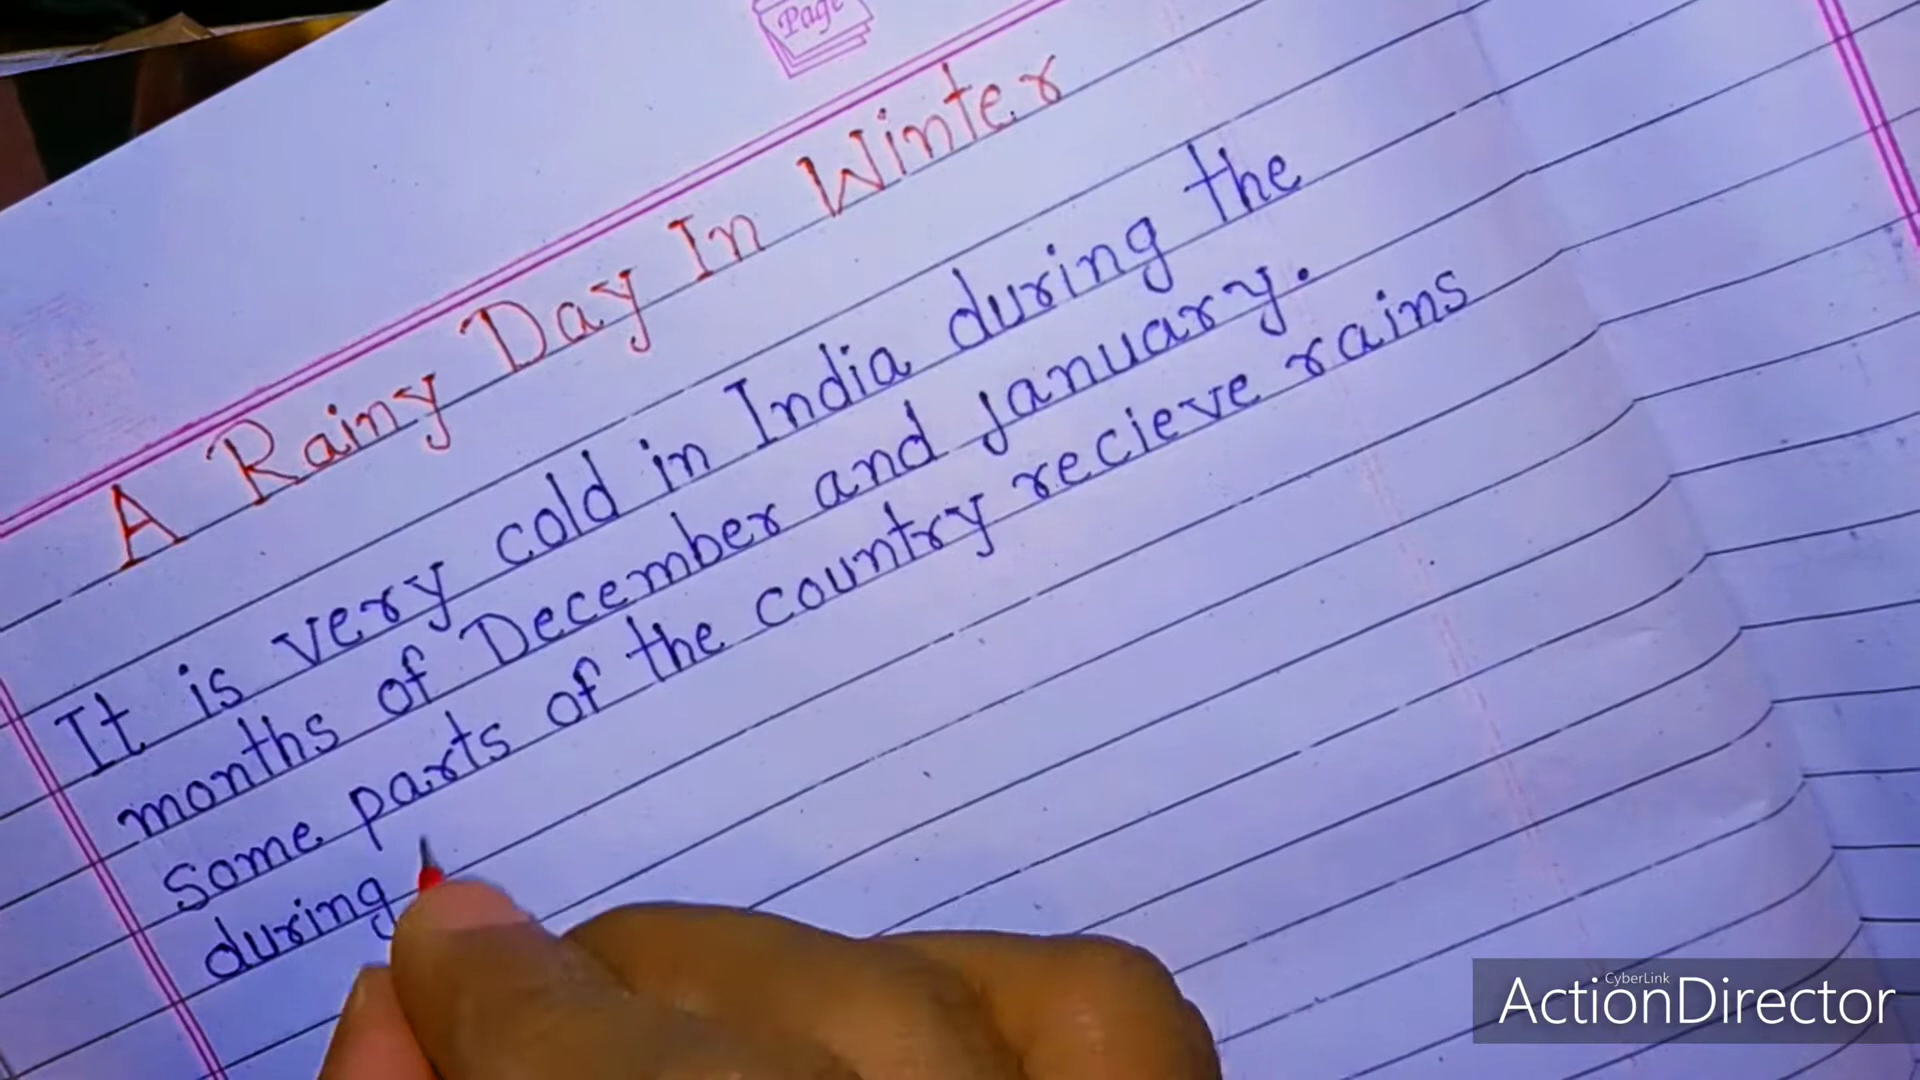 Page
A Rainy Day In Winter
It is very cold in India during the
months of December and january.
Some parts of the country recieve rains
during
CyberLink
ActionDirector